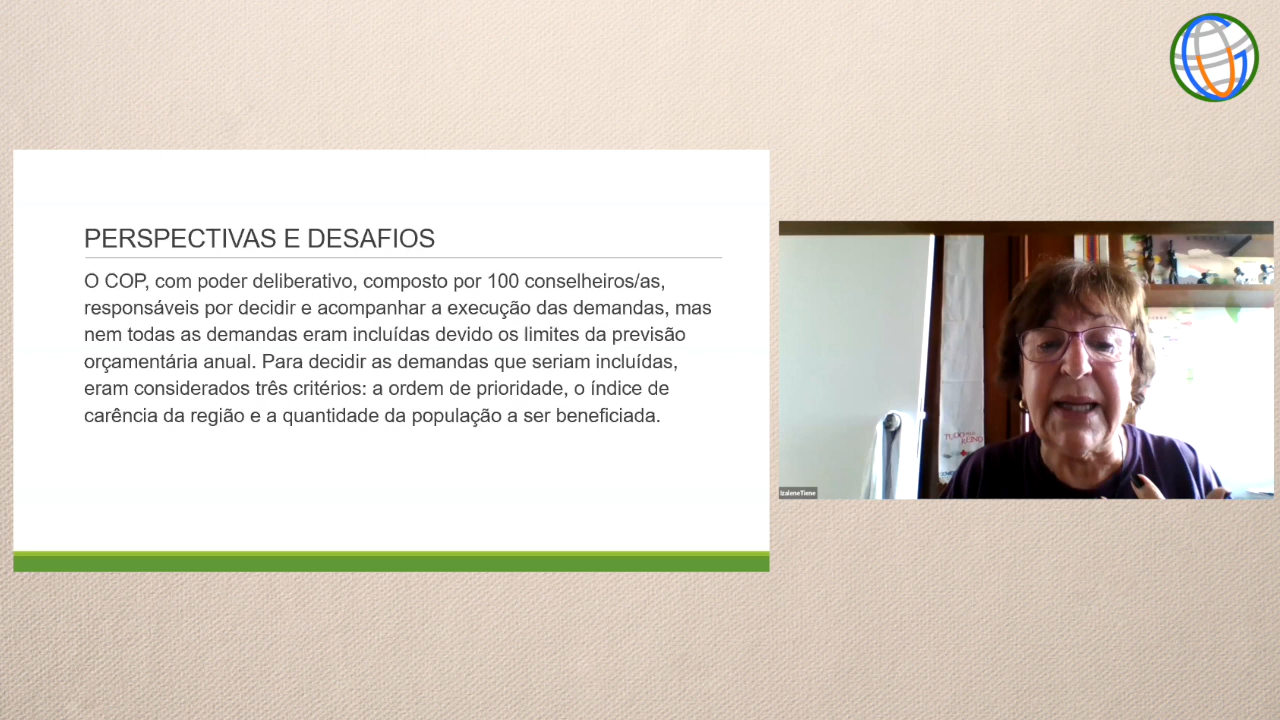 PERSPECTIVAS E DESAFIOS
O COP, com poder deliberativo, composto por 100 conselheiros/as,
responsáveis por decidir e acompanhar a execução das demandas, mas
nem todas as demandas eram incluídas devido os limites da previsão
orçamentária anual. Para decidir as demandas que seriam incluídas,
eram considerados três critérios: a ordem de prioridade, o índice de
carência da região e a quantidade da população a ser beneficiada.
IzaleneTiene
REINO